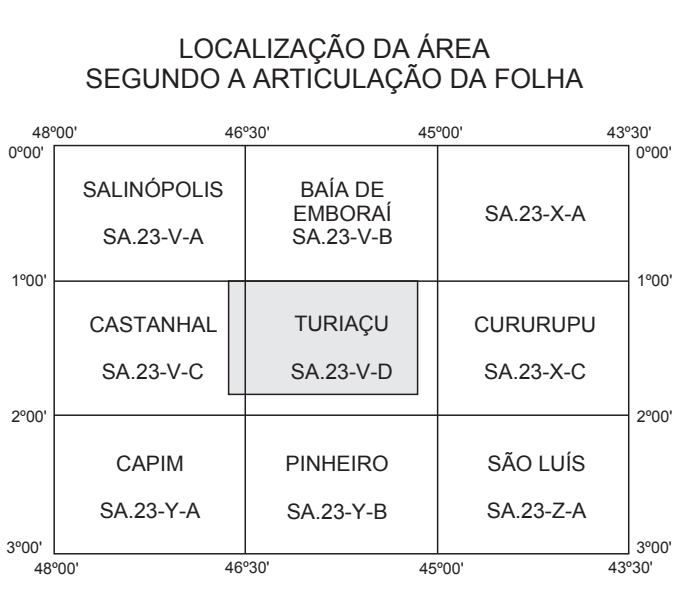 LOCALIZAÇÃO DA ÁREA
SEGUNDO A ARTICULAÇÃO DA FOLHA
48º00' 46º30' 45º00' 43º30'
0º00' 0º00'
SALINÓPOLIS
SA.23-V-A
BAÍA DE
EMBORAÍ
SA.23-V-B
SA.23-X-A
1º00' 1º00'
CASTANHAL
SA.23-V-C
TURIAÇU
SA.23-V-D
CURURUPU
SA.23-X-C
2º00' 2º00'
CAPIM
SA.23-Y-A
PINHEIRO
SA.23-Y-B
SÃO LUÍS
SA.23-Z-A
3º00' 3º00'
48º00' 46º30' 45º00' 43º30'